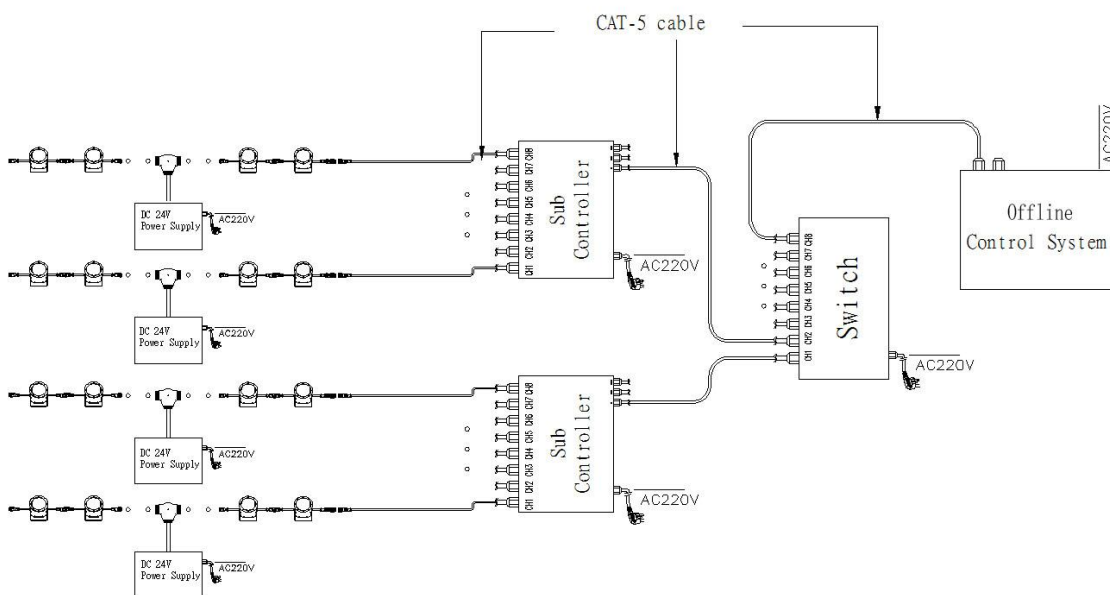 CAT-5 cable
AC220V
Offline
Control System
CH8
CH7
CH6
CH5
CH4
CH3
CH2
CH1
Sub
Controller
AC220V
DC 24V
Power Supply
AC220V
DC 24V
Power Supply
AC220V
CH8
CH7
CH6
CH5
CH4
CH3
CH2
CH1
Switch
AC220V
CH8
CH7
CH6
CH5
CH4
CH3
CH2
CH1
Sub
Controller
AC220V
DC 24V
Power Supply
AC220V
DC 24V
Power Supply
AC220V